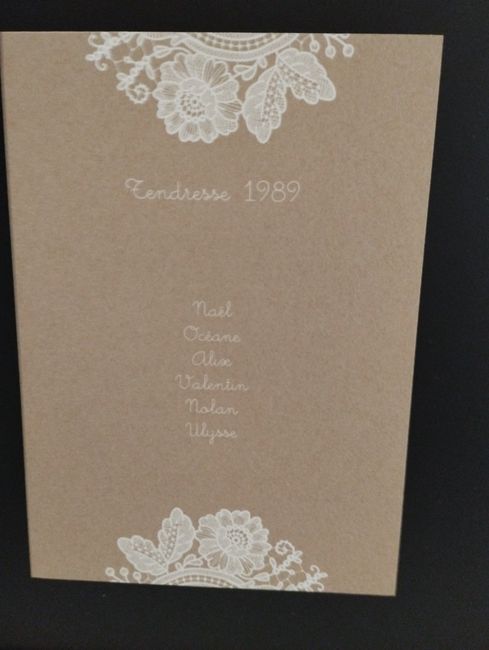 Tendresse 1989
Naël
Océane
Alix
Valentin
Nolan
Ulysse